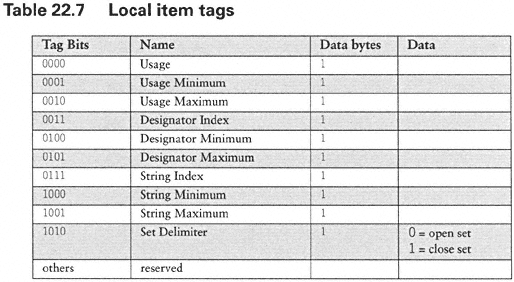 Table 22.7 Local item tags
Tag Bits Name Data bytes Data
0000 Usage 1
0001 Usage Minimum 1
0010 Usage Maximum 1
0011 Designator Index 1
0100 Designator Minimum 1
0101 Designator Maximum 1
0111 String Index 1
1000 String Minimum 1
1001 String Maximum 1
1010 Set Delimiter 1 0 = open set
1 = close set
others reserved